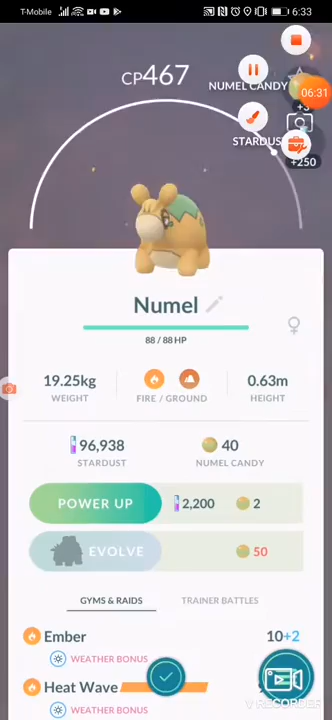 T-Mobile 6:33
CP467
NUMEL CANDY
06:31
+3
STARDUS
+250
Numel
88 / 88 HP
19.25kg 0.63m
WEIGHT FIRE / GROUND HEIGHT
96,938 40
STARDUST NUMEL CANDY
POWER UP 2,200 2
EVOLVE 50
GYMS & RAIDS TRAINER BATTLES
Ember 10+2
WEATHER BONUS
Heat Wave
WEATHER BONUS
V RECORDER